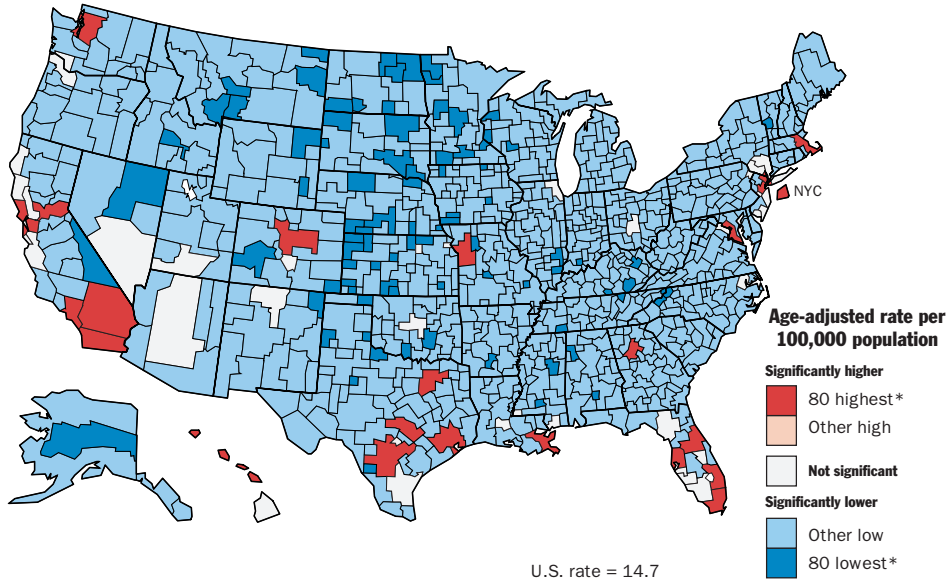 NYC
Age-adjusted rate per
100,000 population
Significantly higher
80 highest*
Other high
Not significant
Significantly lower
Other low
80 lowest*
U.S. rate = 14.7